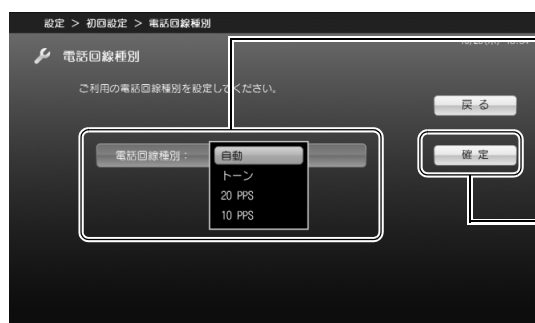 設定 ＞ 初回設定 ＞ 電話回線種別
電話回線種別
ご利用の電話回線種別を設定してください。
戻る
電話回線種別：
自動
確定
トーン
20 PPS
10 PPS